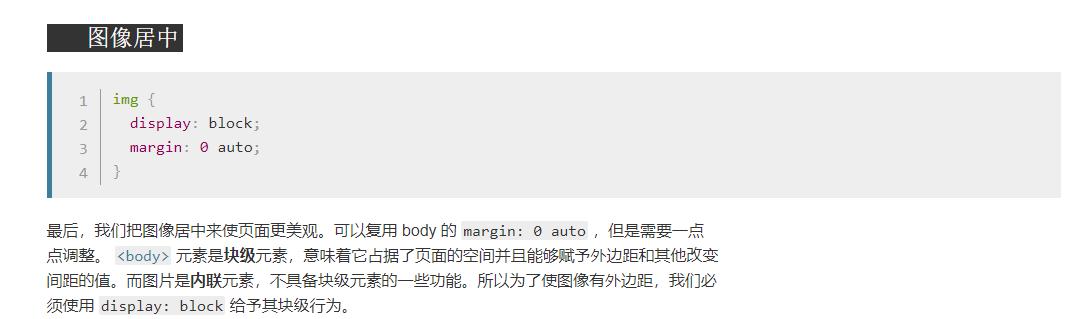 图像居中
1 img {
2   display: block;
3   margin: 0 auto;
4 }
最后，我们把图像居中来使页面更美观。可以复用 body 的 margin: 0 auto ，但是需要一点
点调整。 <body> 元素是块级元素，意味着它占据了页面的空间并且能够赋予外边距和其他改变
间距的值。而图片是内联元素，不具备块级元素的一些功能。所以为了使图像有外边距，我们必
须使用 display: block 给予其块级行为。